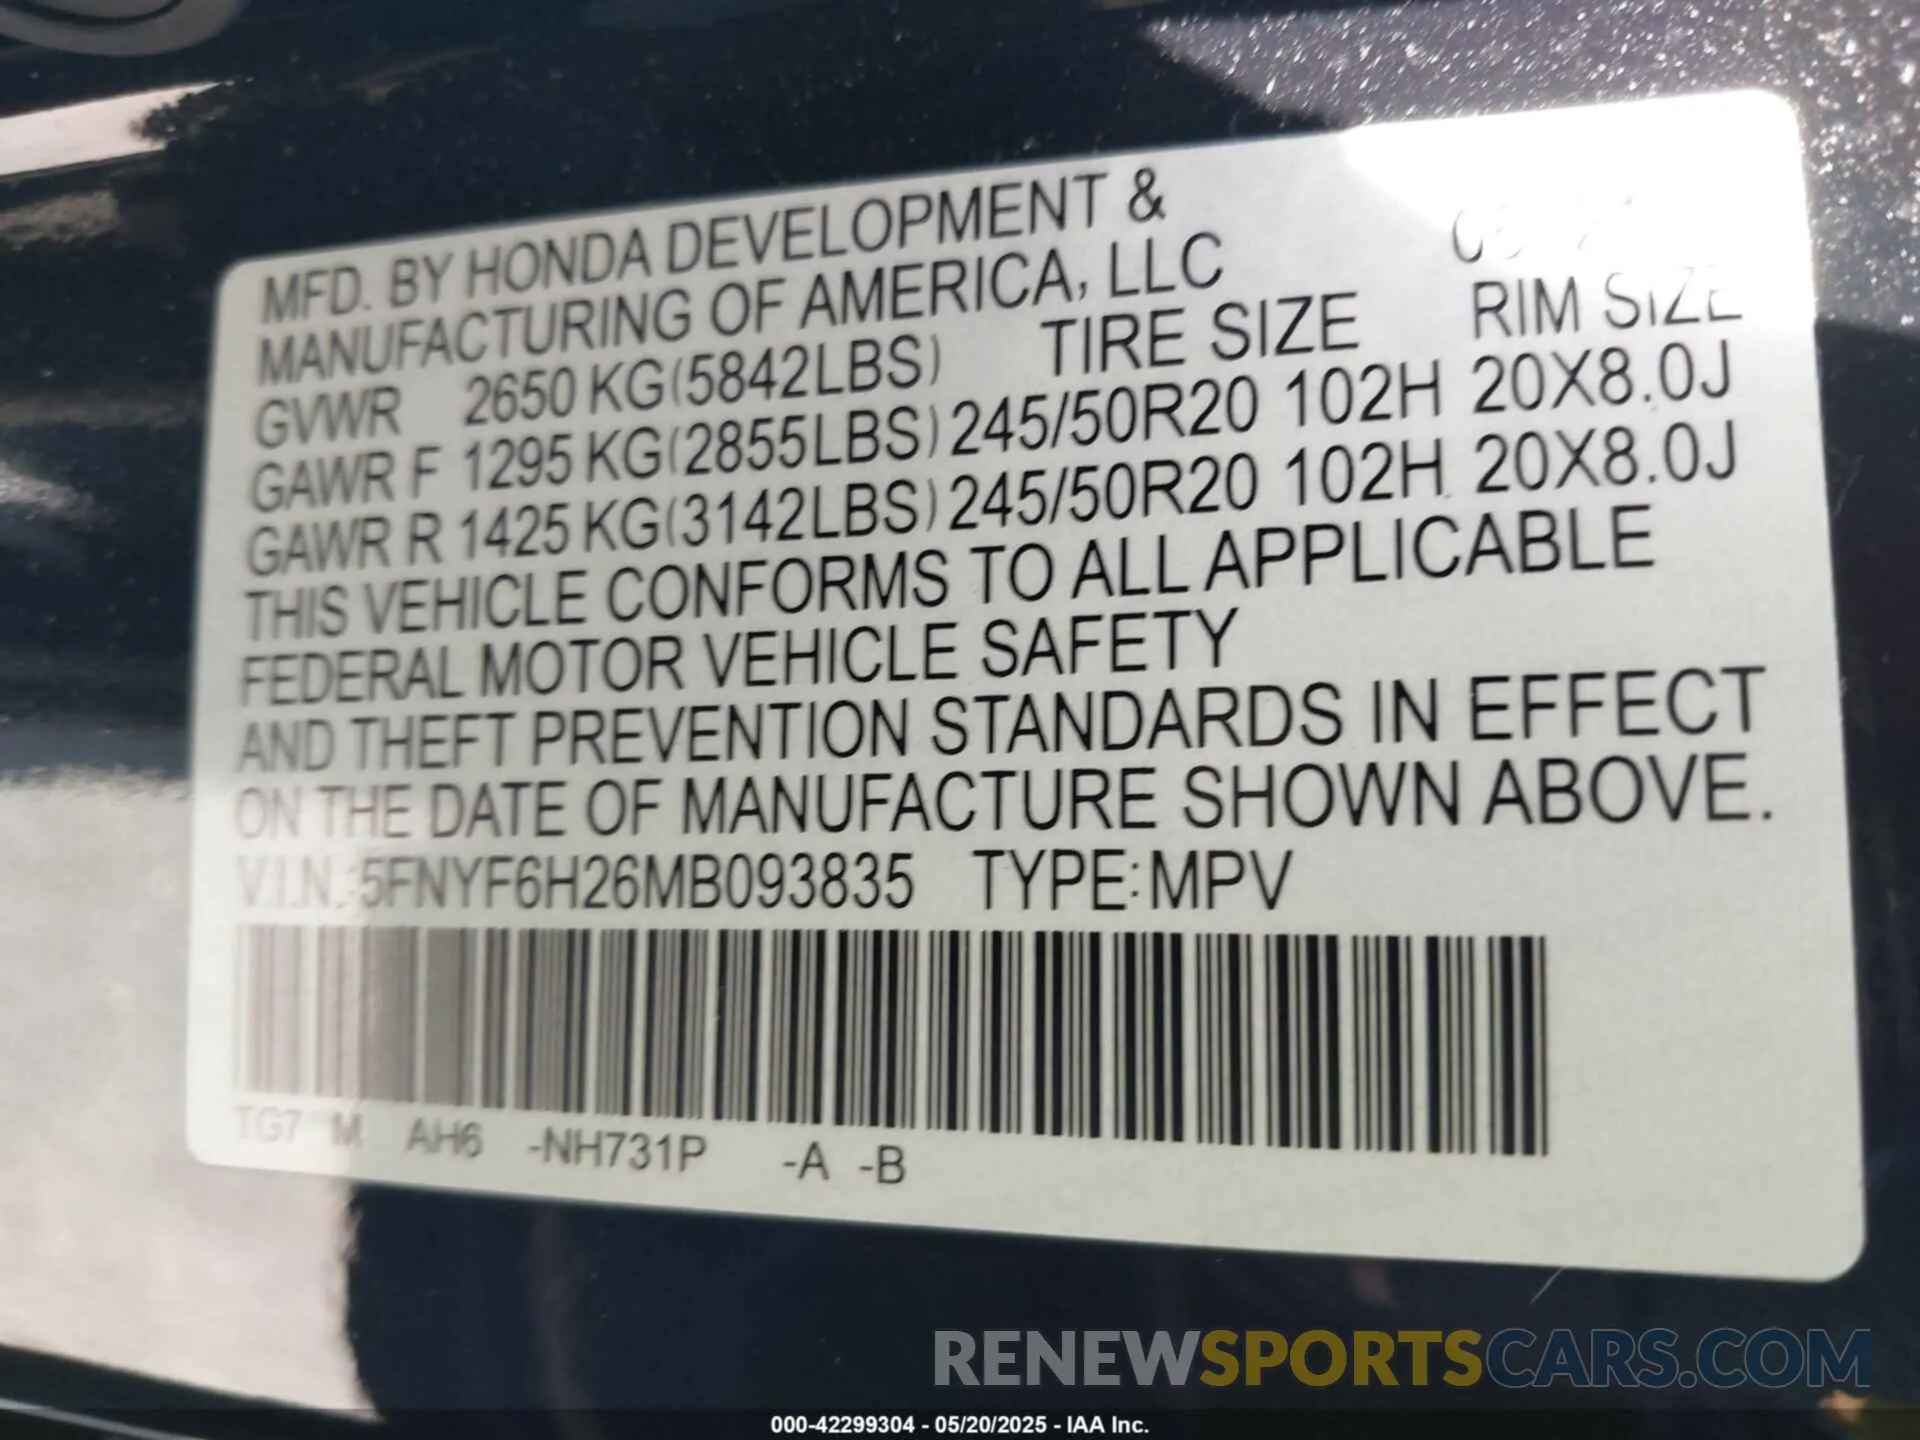 MFD. BY HONDA DEVELOPMENT &
MANUFACTURING OF AMERICA, LLC
GVWR 2650 KG(5842LBS) TIRE SIZE RIM SIZE
GAWR F 1295 KG(2855LBS) 245/50R20 102H 20X8.0J
GAWR R 1425 KG(3142LBS) 245/50R20 102H 20X8.0J
THIS VEHICLE CONFORMS TO ALL APPLICABLE
FEDERAL MOTOR VEHICLE SAFETY
AND THEFT PREVENTION STANDARDS IN EFFECT
ON THE DATE OF MANUFACTURE SHOWN ABOVE.
V.I.N.:5FNYF6H26MB093835 TYPE:MPV
TG7 M AH6 -NH731P -A -B
RENEWSPORTSCARS.COM
000-42299304 - 05/20/2025 - IAA Inc.